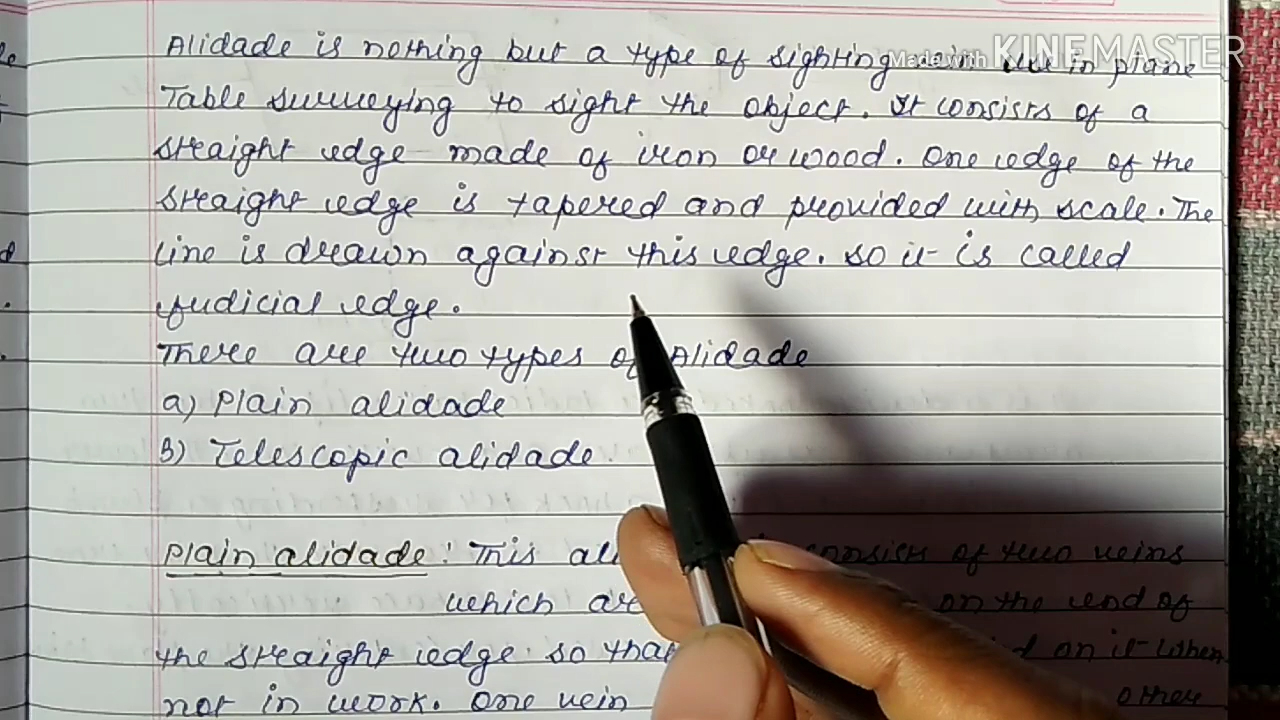 Made with KINEMASTER
Alidade is nothing but a type of sighting vein use in plane
Table surveying to sight the object. It consists of a
straight edge made of iron or wood. One edge of the
straight edge is tapered and provided with scale. The
line is drawn against this edge. so it is called
fudicial edge.
There are two types of Alidade
a) Plain alidade
b) Telescopic alidade.
Plain alidade: This consists of two veins
which are on the end of
the straight edge so that on it when
not in work. One vein other